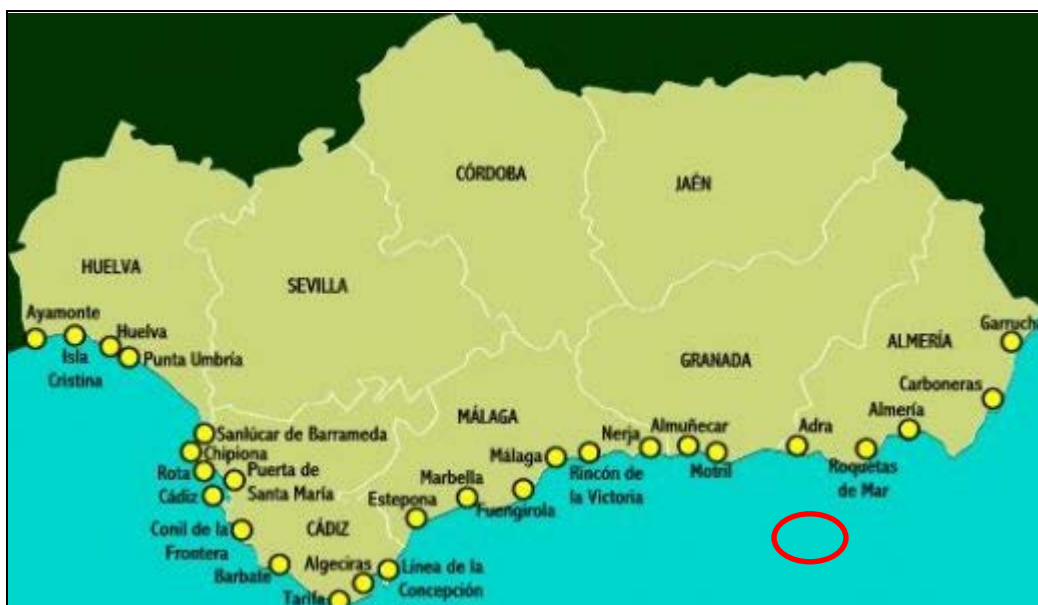 CÓRDOBA
JAÉN
HUELVA
SEVILLA
Ayamonte
Huelva
Isla
Cristina
Punta Umbría
GRANADA
ALMERÍA
Garrucha
Carboneras
MÁLAGA
Sanlúcar de Barrameda
Chipiona
Rota
Puerta de
Santa María
Cádiz
Conil de la
Frontera
CÁDIZ
Barbate
Algeciras
Tarifa
Línea de la
Concepción
Estepona
Marbella
Fuengirola
Málaga
Rincón de
la Victoria
Nerja
Almuñecar
Motril
Adra
Almería
Roquetas
de Mar